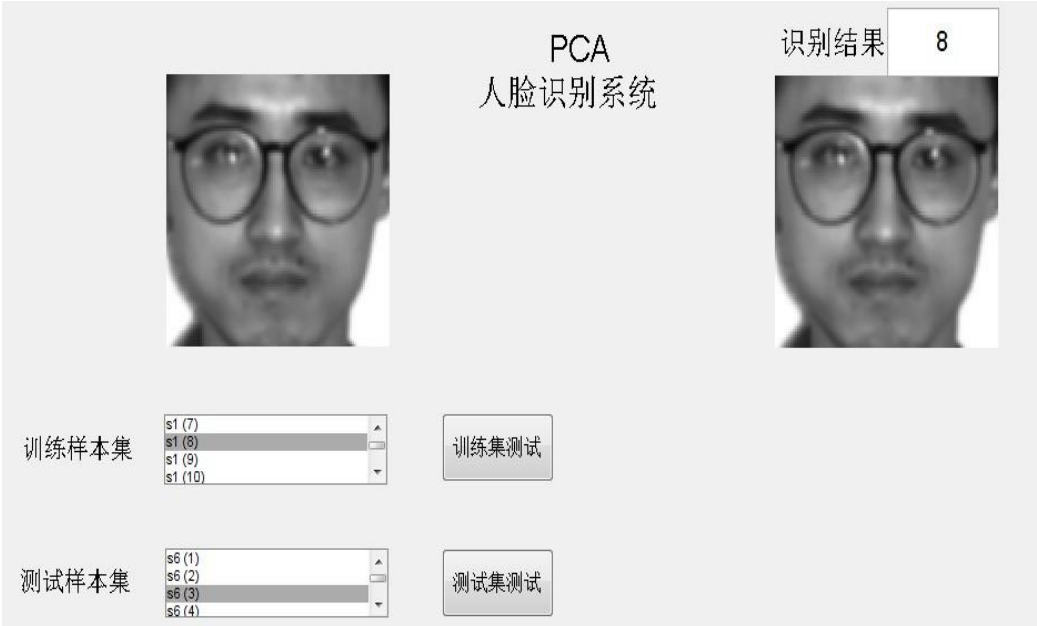 PCA
人脸识别系统
识别结果 8
训练样本集
s1 (7)
s1 (8)
s1 (9)
s1 (10)
训练集测试
测试样本集
s6 (1)
s6 (2)
s6 (3)
s6 (4)
测试集测试